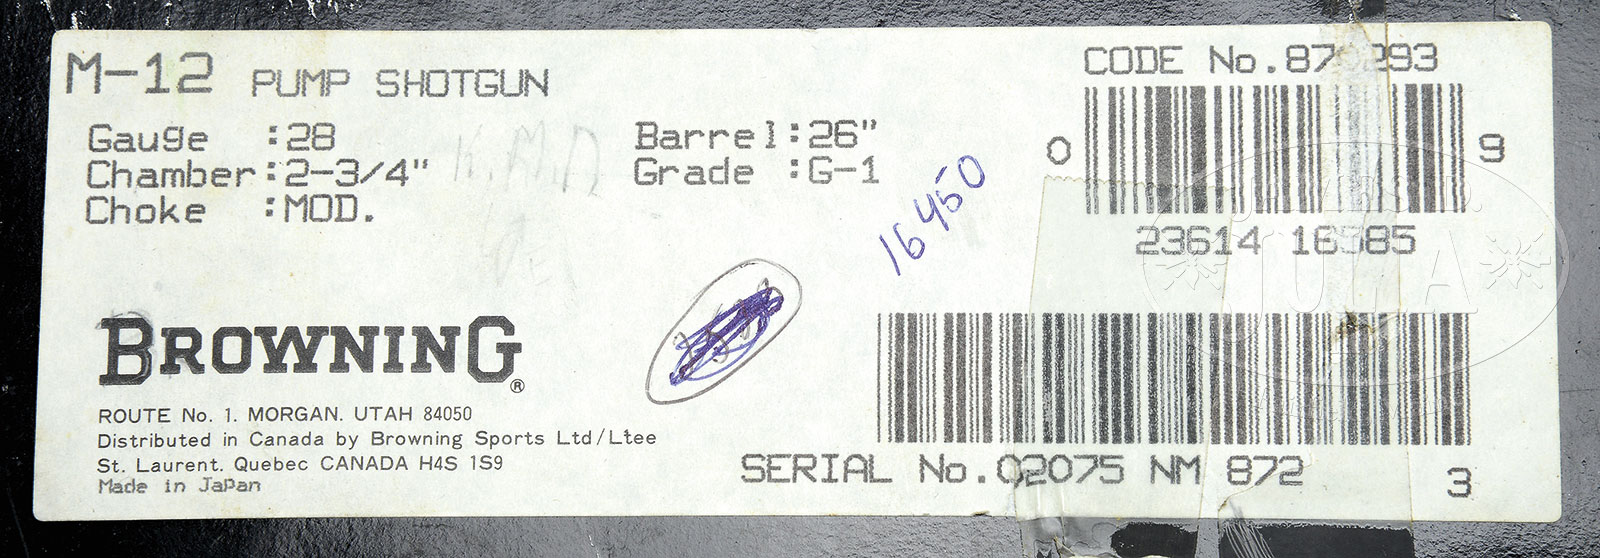 M-12 PUMP SHOTGUN
Gauge :28
Chamber:2-3/4"
Choke :MOD.
Barrel:26"
Grade :G-1
16450
CODE No.87 293
0 9
23614 16385
BROWNING®
ROUTE No. 1. MORGAN. UTAH 84050
Distributed in Canada by Browning Sports Ltd/Ltee
St. Laurent. Quebec CANADA H4S 1S9
Made in Japan
SERIAL No.02075 NM 872
3